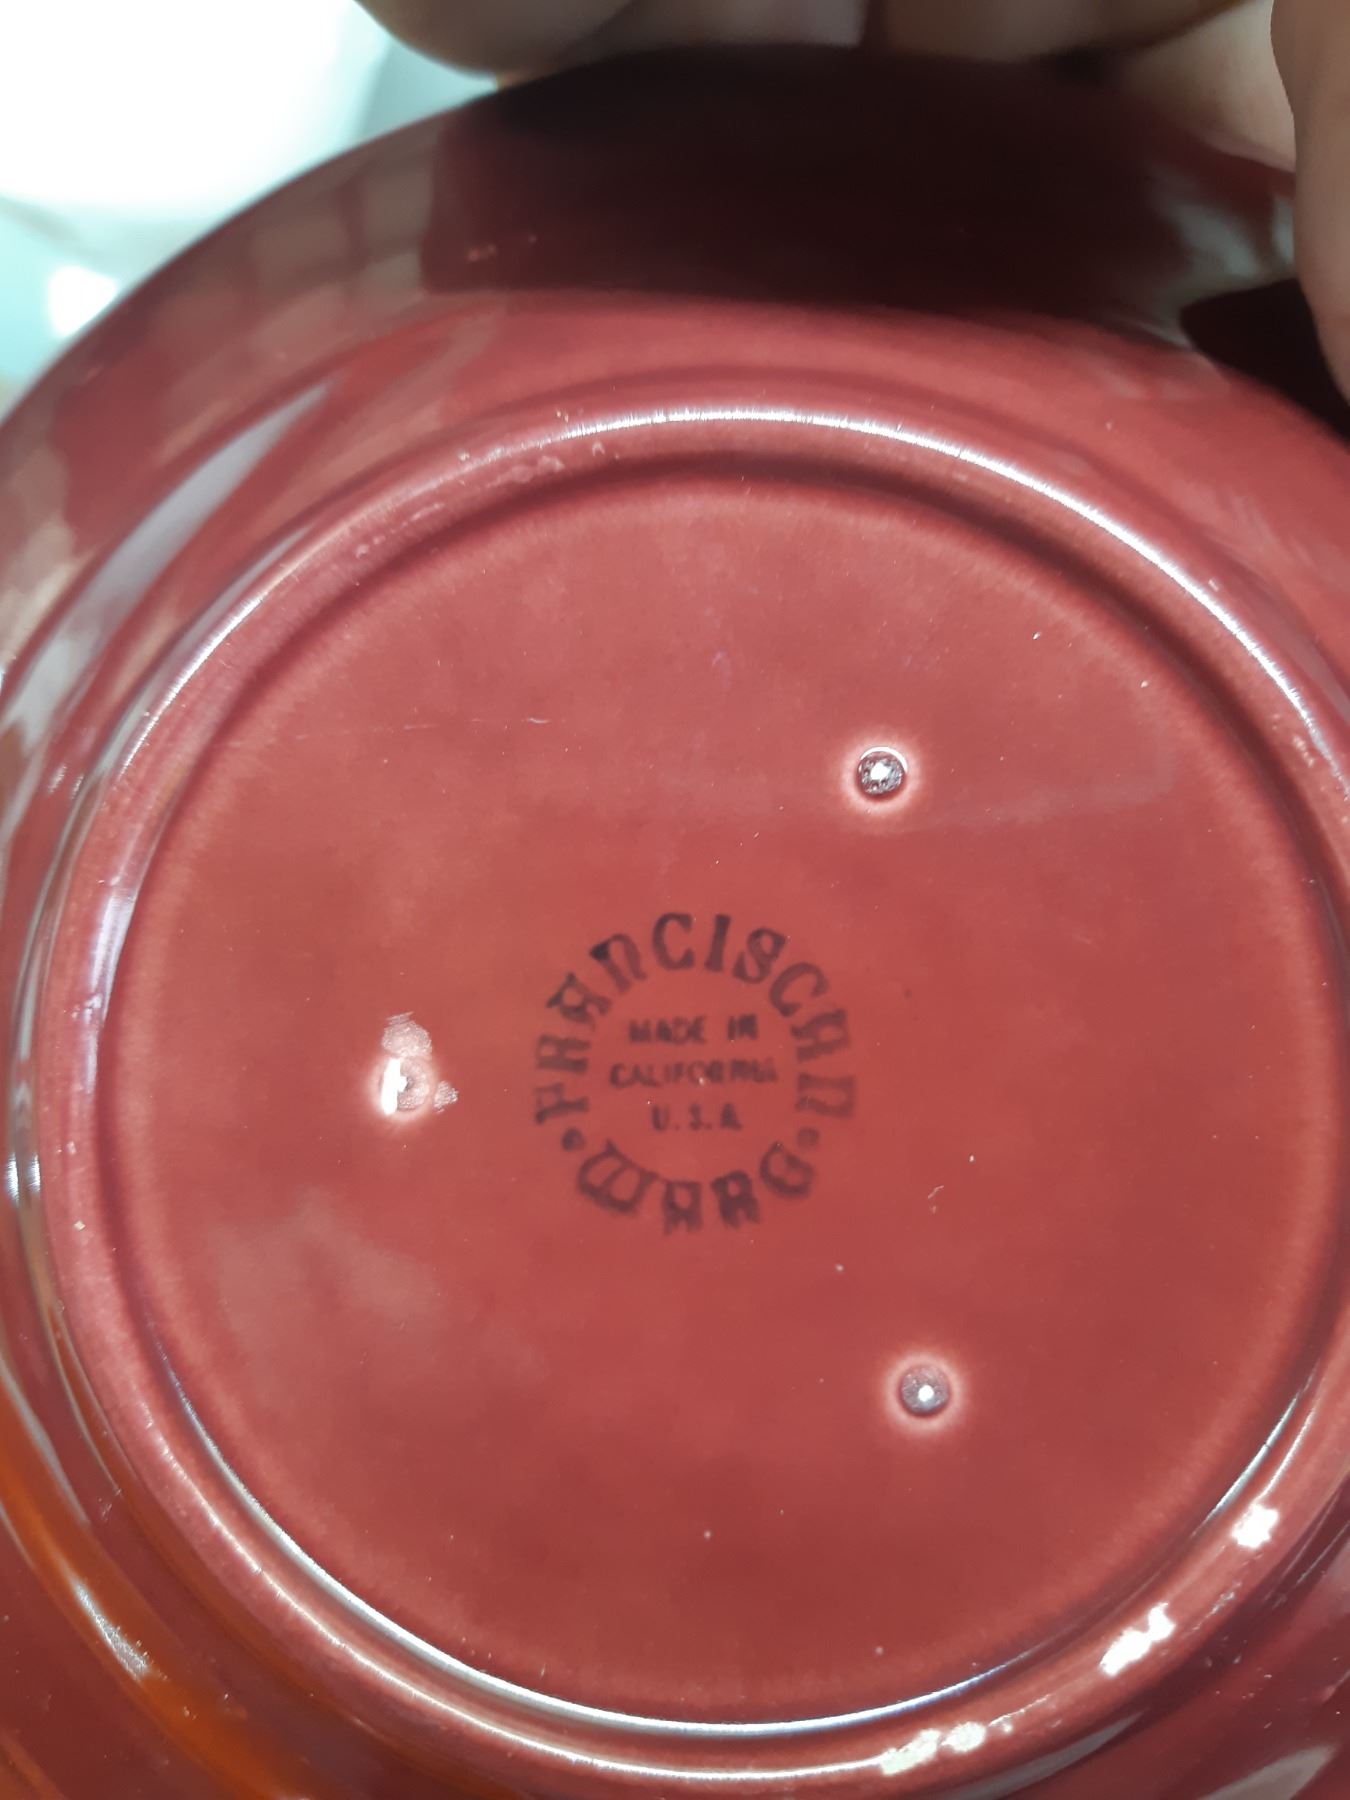 FRANCISCAN
MADE IN
CALIFORNIA
U.S.A.
• WARE •